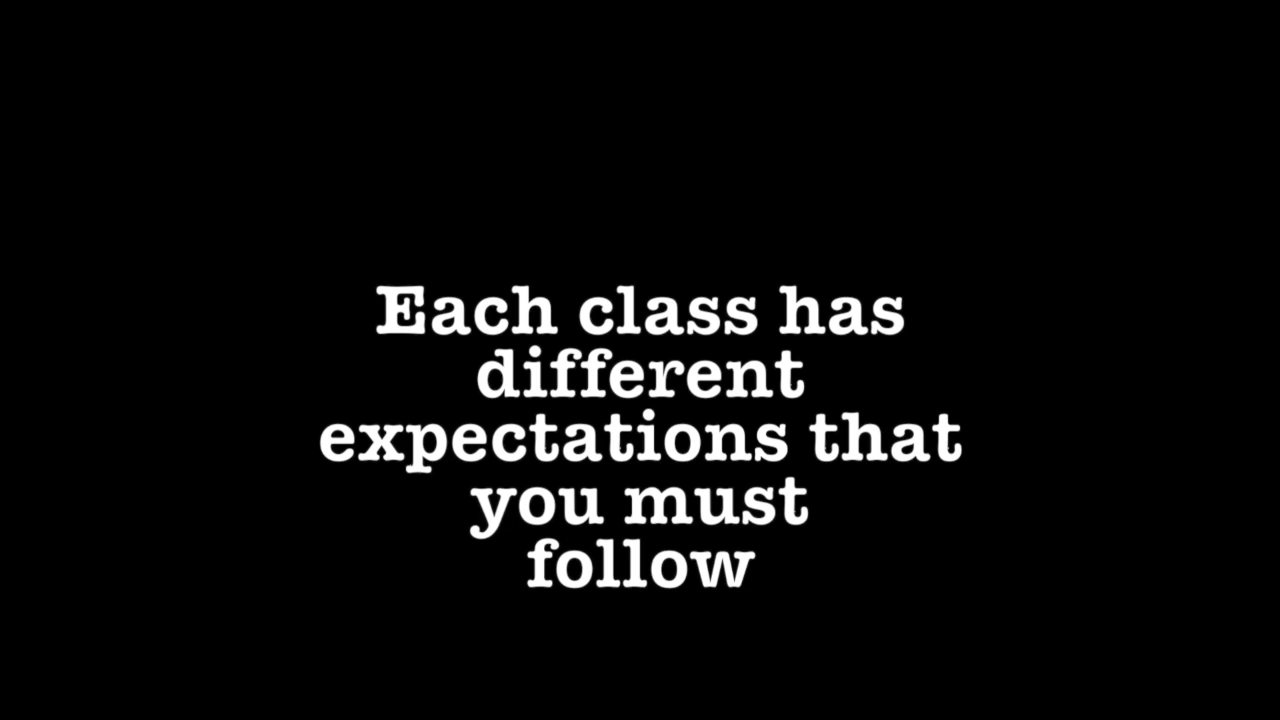 Each class has
different
expectations that
you must
follow